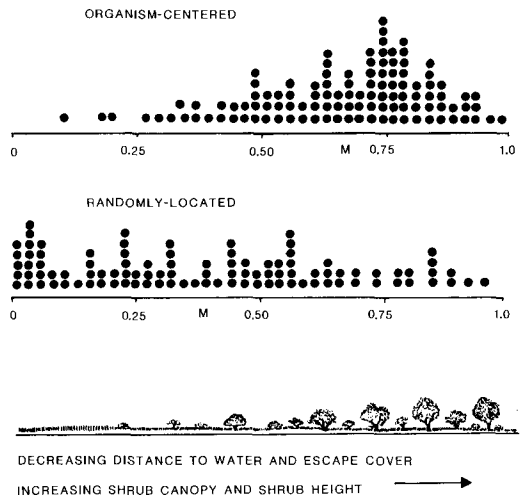 ORGANISM-CENTERED
0 0.25 0.50 M 0.75 1.0
RANDOMLY-LOCATED
0 0.25 M 0.50 0.75 1.0
DECREASING DISTANCE TO WATER AND ESCAPE COVER
INCREASING SHRUB CANOPY AND SHRUB HEIGHT